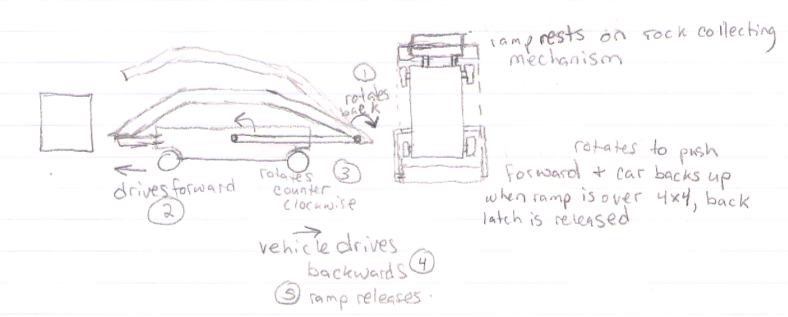 ramp rests on rock collecting
mechanism
①
rotates
back
rotates to push
forward + car backs up
when ramp is over 4x4, back
latch is released
drives forward
②
rotates
counter
clockwise
③
vehicle drives
backwards ④
⑤ ramp releases.